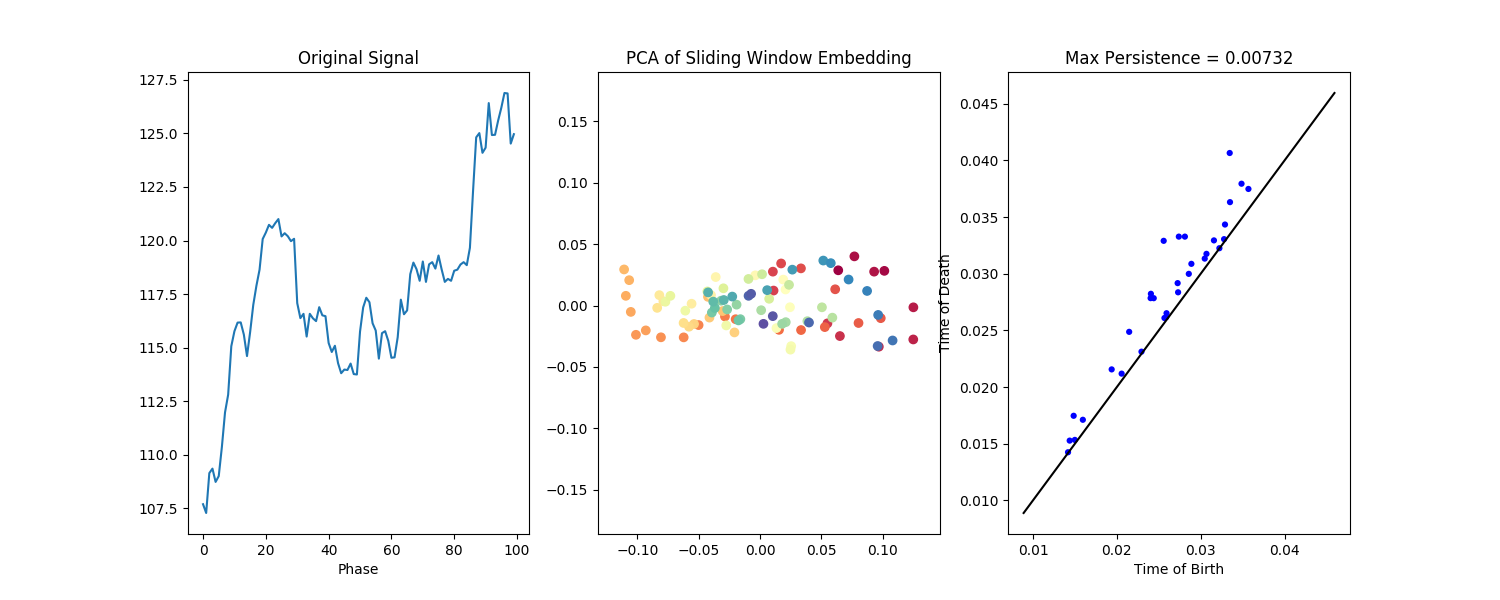 Original Signal
127.5
125.0
122.5
120.0
117.5
115.0
112.5
110.0
107.5
0 20 40 60 80 100
Phase
PCA of Sliding Window Embedding
0.15
0.10
0.05
0.00
−0.05
−0.10
−0.15
−0.10 −0.05 0.00 0.05 0.10
Max Persistence = 0.00732
Time of Death
0.045
0.040
0.035
0.030
0.025
0.020
0.015
0.010
0.01 0.02 0.03 0.04
Time of Birth